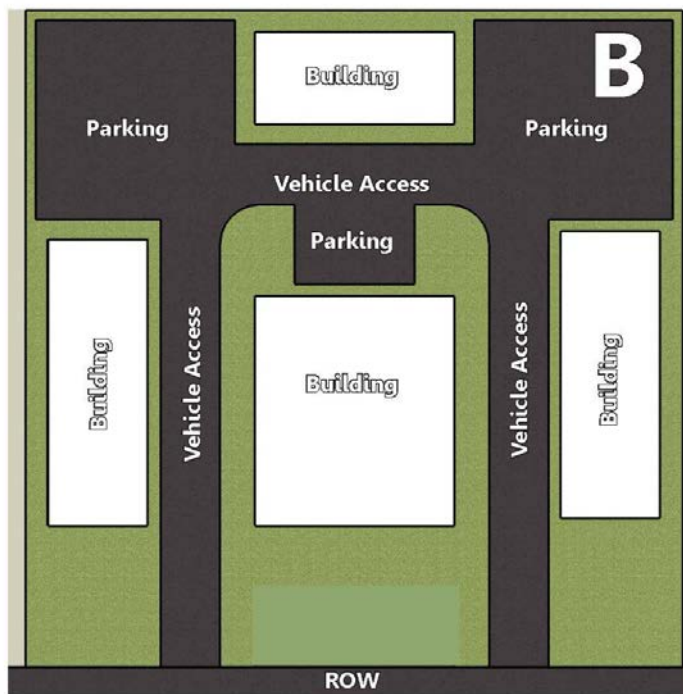 B
Building
Parking
Parking
Vehicle Access
Parking
Building
Building
Building
Vehicle Access
Vehicle Access
ROW